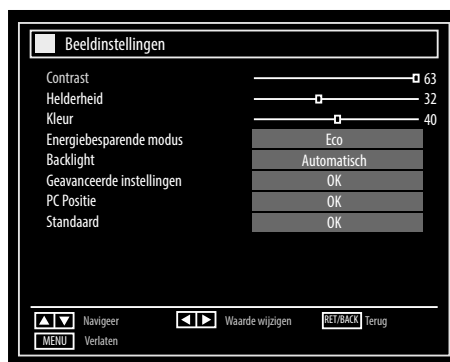 Beeldinstellingen
Contrast 63
Helderheid 32
Kleur 40
Energiebesparende modus Eco
Backlight Automatisch
Geavanceerde instellingen OK
PC Positie OK
Standaard OK
Navigeer Waarde wijzigen RET/BACK Terug
MENU Verlaten